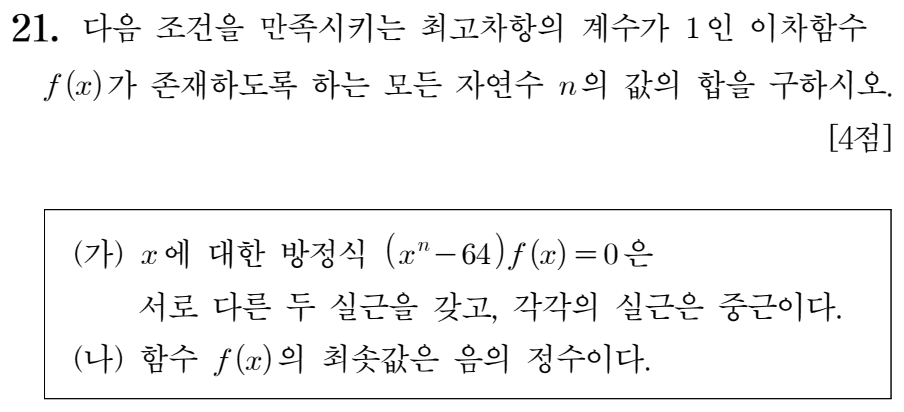 21. 다음 조건을 만족시키는 최고차항의 계수가 1인 이차함수
f(x)가 존재하도록 하는 모든 자연수 n의 값의 합을 구하시오.
[4점]
(가) x에 대한 방정식 (xⁿ-64)f(x)=0은
서로 다른 두 실근을 갖고, 각각의 실근은 중근이다.
(나) 함수 f(x)의 최솟값은 음의 정수이다.